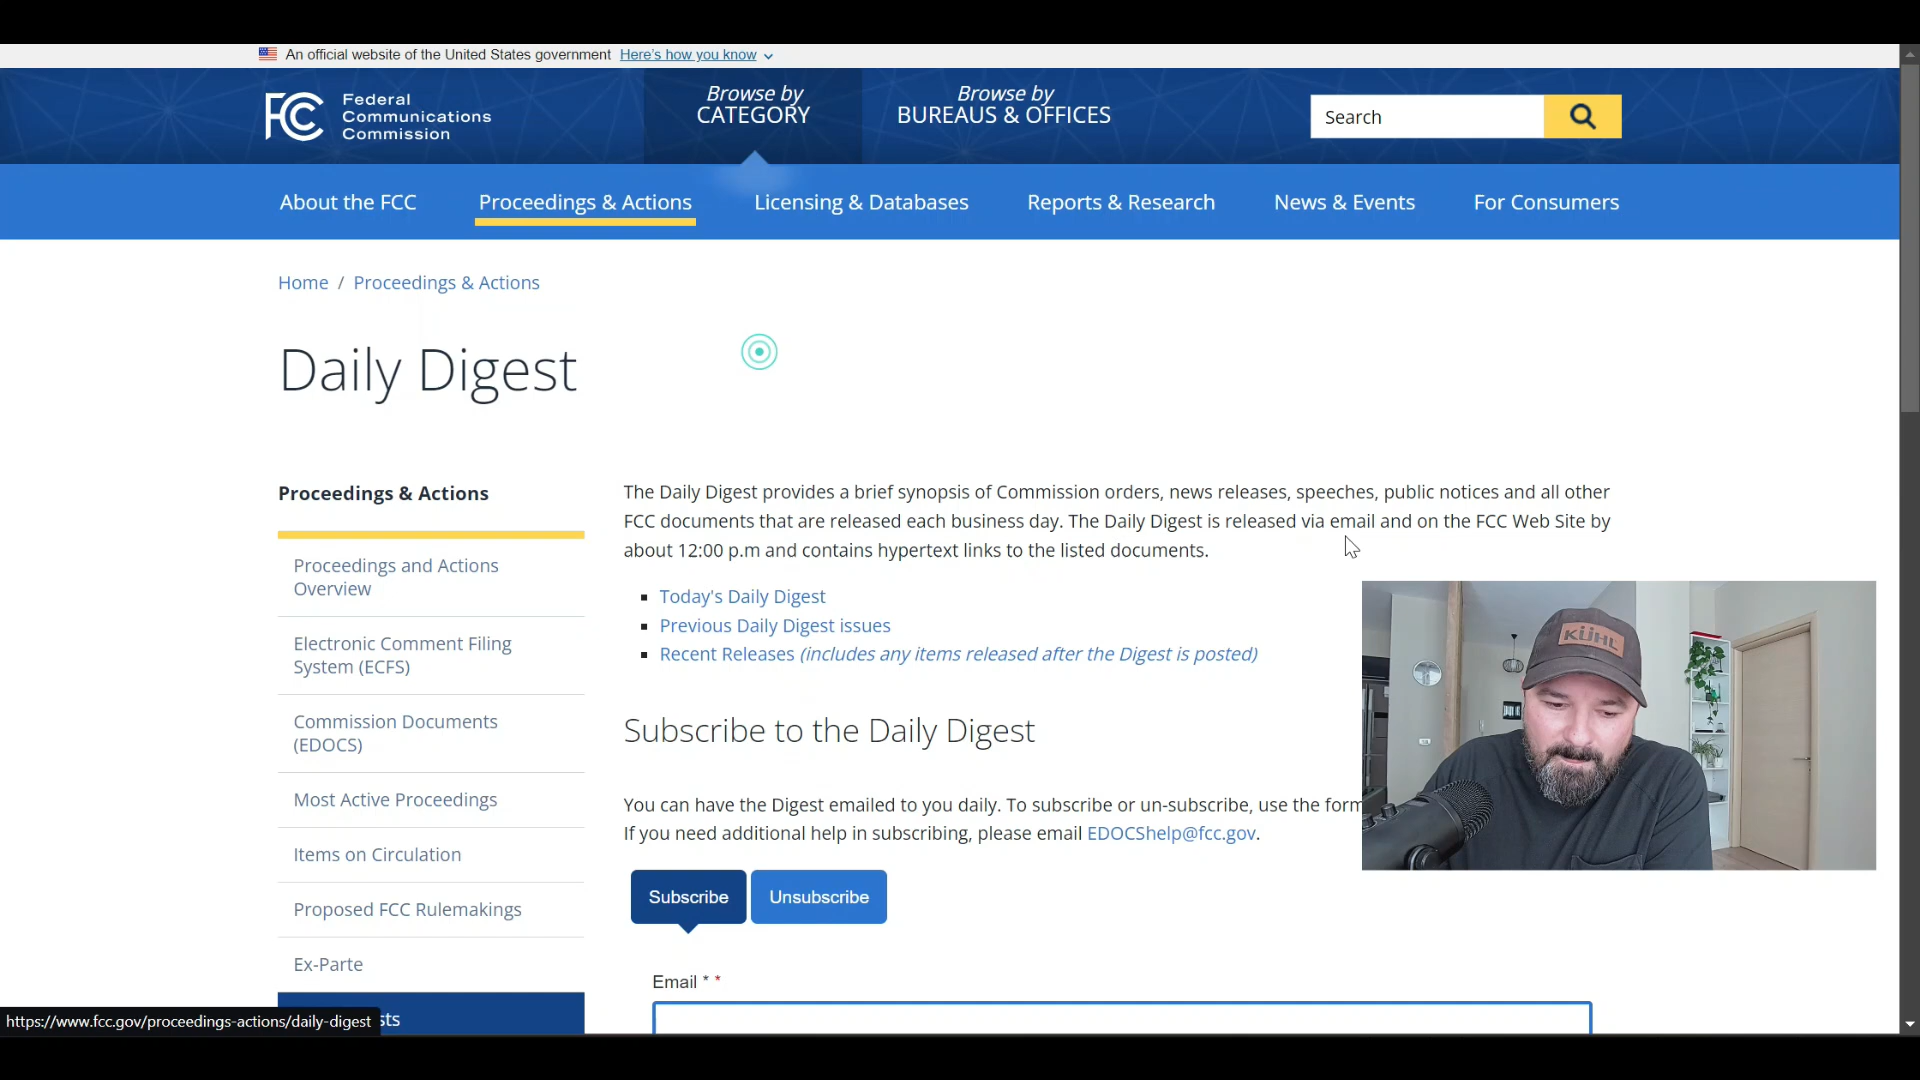 An official website of the United States government Here's how you know
FCC
Federal
Communications
Commission
Browse by
CATEGORY
Browse by
BUREAUS & OFFICES
Search
About the FCC
Proceedings & Actions
Licensing & Databases
Reports & Research
News & Events
For Consumers
Home / Proceedings & Actions
Daily Digest
Proceedings & Actions
Proceedings and Actions
Overview
Electronic Comment Filing
System (ECFS)
Commission Documents
(EDOCS)
Most Active Proceedings
Items on Circulation
Proposed FCC Rulemakings
Ex-Parte
https://www.fcc.gov/proceedings-actions/daily-digest
The Daily Digest provides a brief synopsis of Commission orders, news releases, speeches, public notices and all other
FCC documents that are released each business day. The Daily Digest is released via email and on the FCC Web Site by
about 12:00 p.m and contains hypertext links to the listed documents.
Today's Daily Digest
Previous Daily Digest issues
Recent Releases (includes any items released after the Digest is posted)
Subscribe to the Daily Digest
You can have the Digest emailed to you daily. To subscribe or un-subscribe, use the form
If you need additional help in subscribing, please email EDOCShelp@fcc.gov.
Subscribe
Unsubscribe
Email * *
KÜHL